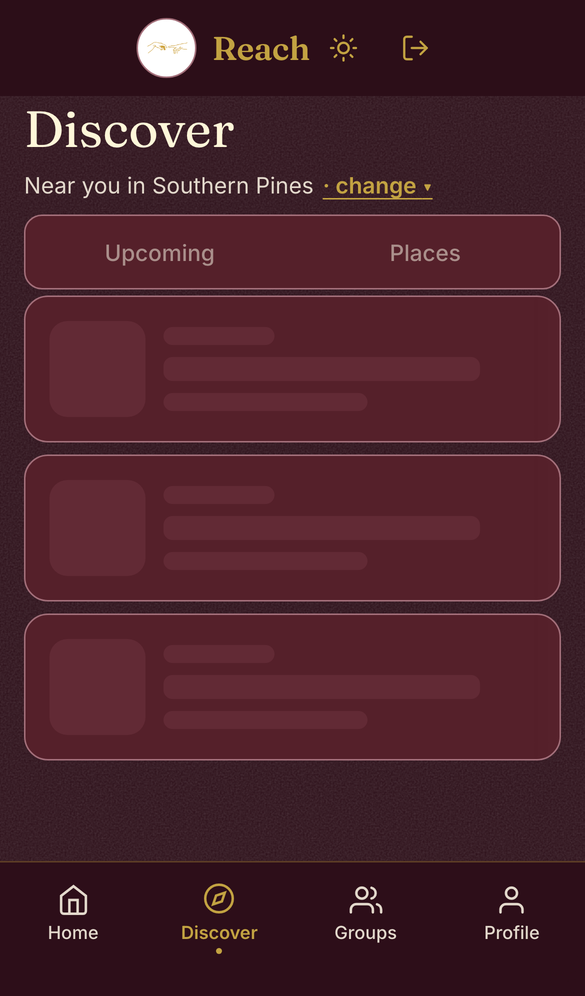 Reach
Discover
Near you in Southern Pines · change ▾
Upcoming Places
Home Discover Groups Profile